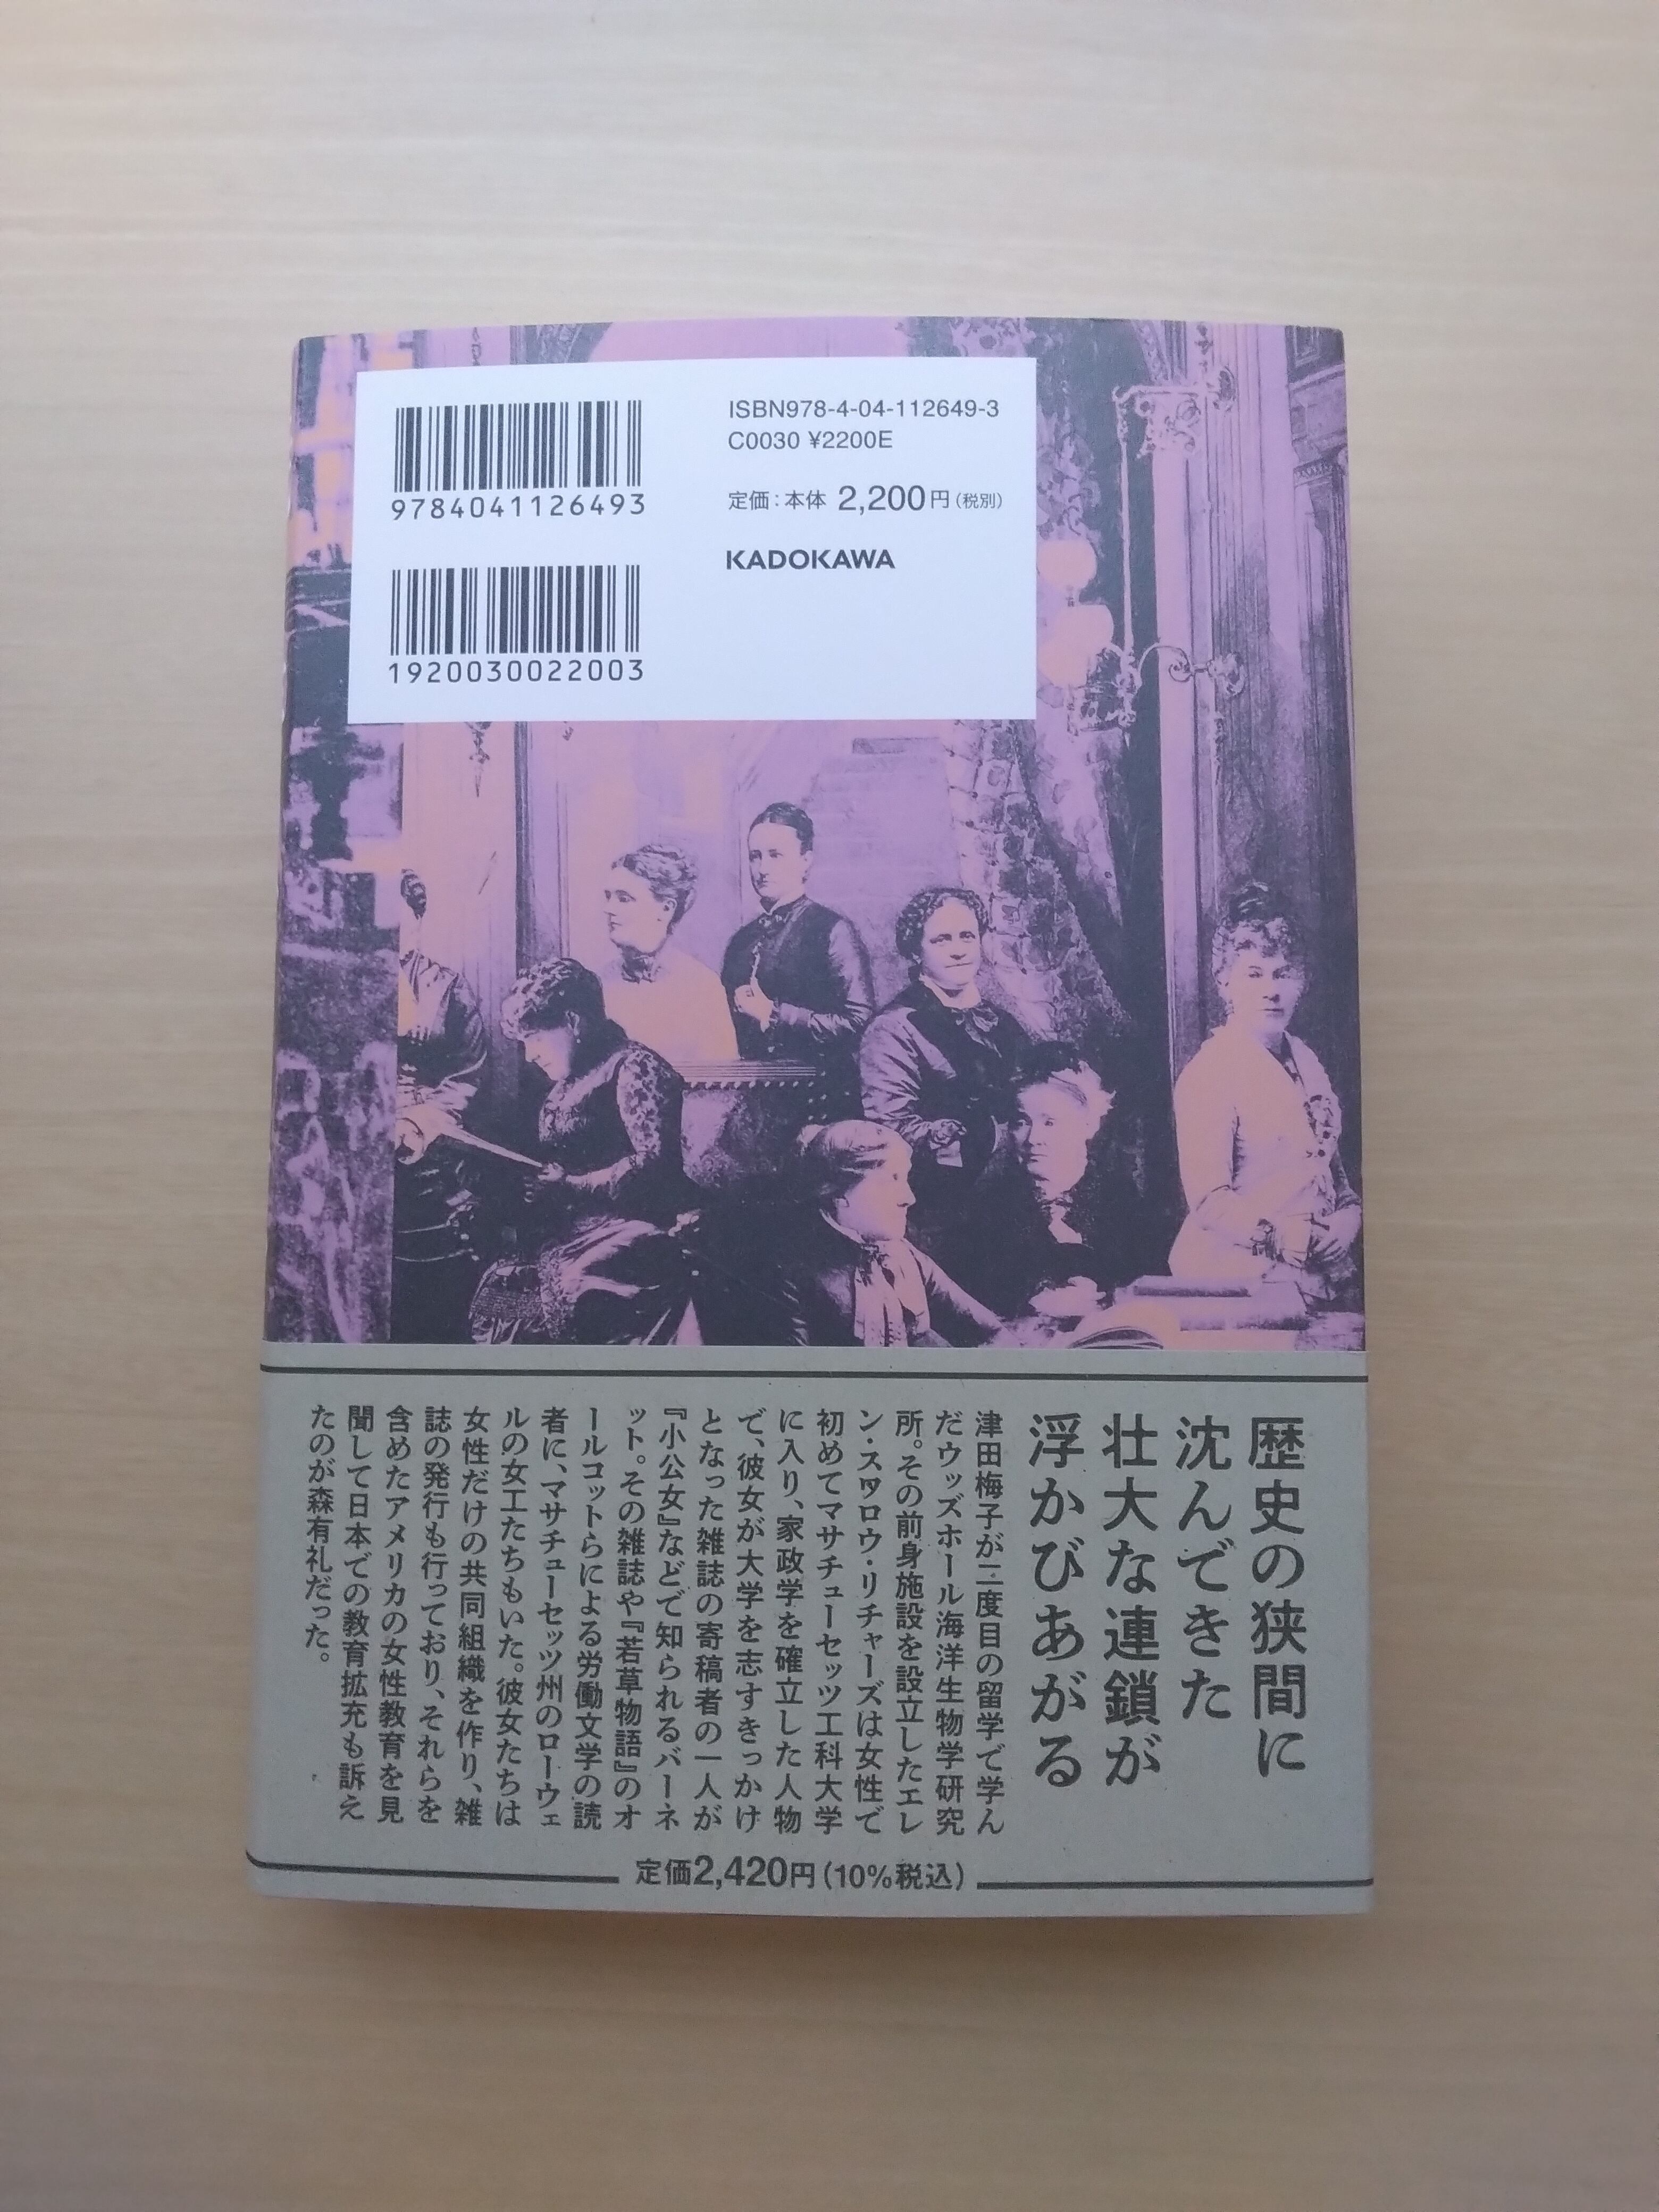 9784041126493
1920030022003
ISBN978-4-04-112649-3
C0030 ¥2200E
定価：本体 2,200円（税別）
KADOKAWA
歴史の狭間に
沈んできた
壮大な連鎖が
浮かびあがる
津田梅子が二度目の留学で学ん
だウッズホール海洋生物学研究
所。その前身施設を設立したエレ
ン・スワロウ・リチャーズは女性で
初めてマサチューセッツ工科大学
に入り、家政学を確立した人物
で、彼女が大学を志すきっかけ
となった雑誌の寄稿者の一人が
『小公女』などで知られるバーネ
ット。その雑誌や『若草物語』のオ
ールコットらによる労働文学の読
者に、マサチューセッツ州のローウェ
ルの女工たちもいた。彼女たちは
女性だけの共同組織を作り、雑
誌の発行も行っており、それらを
含めたアメリカの女性教育を見
聞して日本での教育拡充も訴え
たのが森有礼だった。
定価2,420円（10%税込）